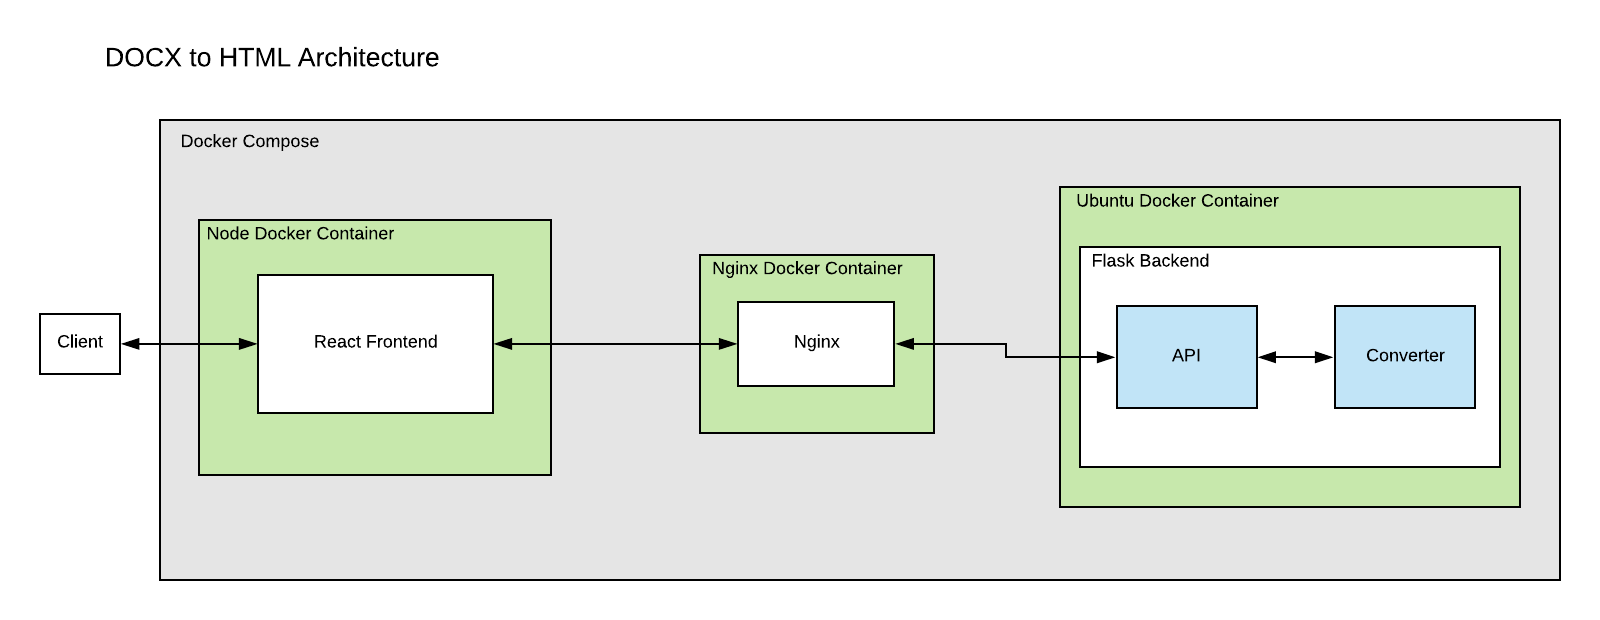 DOCX to HTML Architecture
Docker Compose
Node Docker Container
React Frontend
Client
Nginx Docker Container
Nginx
Ubuntu Docker Container
Flask Backend
API
Converter